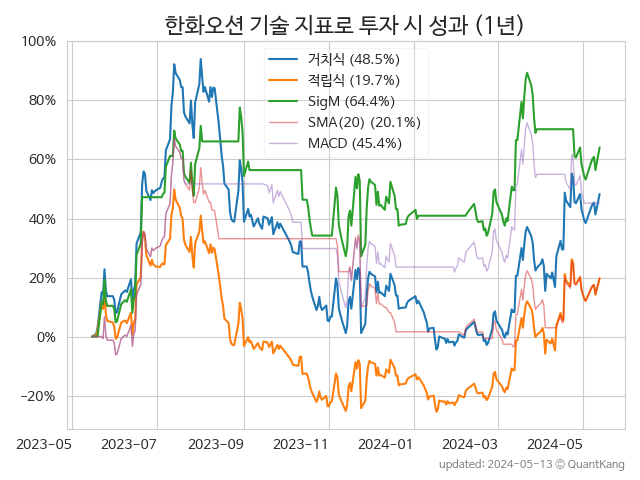 한화오션 기술 지표로 투자 시 성과 (1년)
100%
80%
60%
40%
20%
0%
−20%
거치식 (48.5%)
적립식 (19.7%)
SigM (64.4%)
SMA(20) (20.1%)
MACD (45.4%)
2023-05 2023-07 2023-09 2023-11 2024-01 2024-03 2024-05
updated: 2024-05-13 ⓒ QuantKang